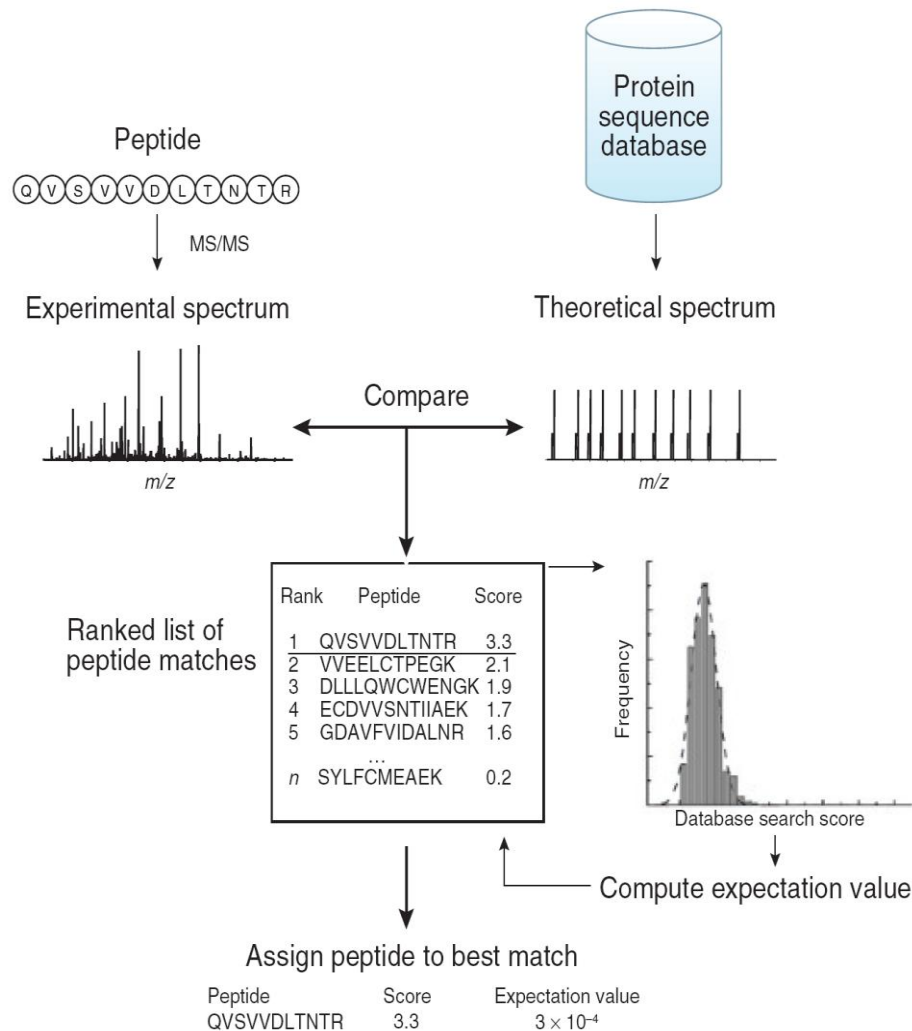 Protein
sequence
database
Peptide
Q V S V V D L T N T R
MS/MS
Experimental spectrum
Theoretical spectrum
Compare
m/z
m/z
Ranked list of
peptide matches
Rank Peptide Score
1 QVSVVDLTNTR 3.3
2 VVEELCTPEGK 2.1
3 DLLLQWCWENGK 1.9
4 ECDVVSNTIIAEK 1.7
5 GDAVFVIDALNR 1.6
...
n SYLFCMEAEK 0.2
Frequency
Database search score
Compute expectation value
Assign peptide to best match
Peptide Score Expectation value
QVSVVDLTNTR 3.3 3 × 10⁻⁴